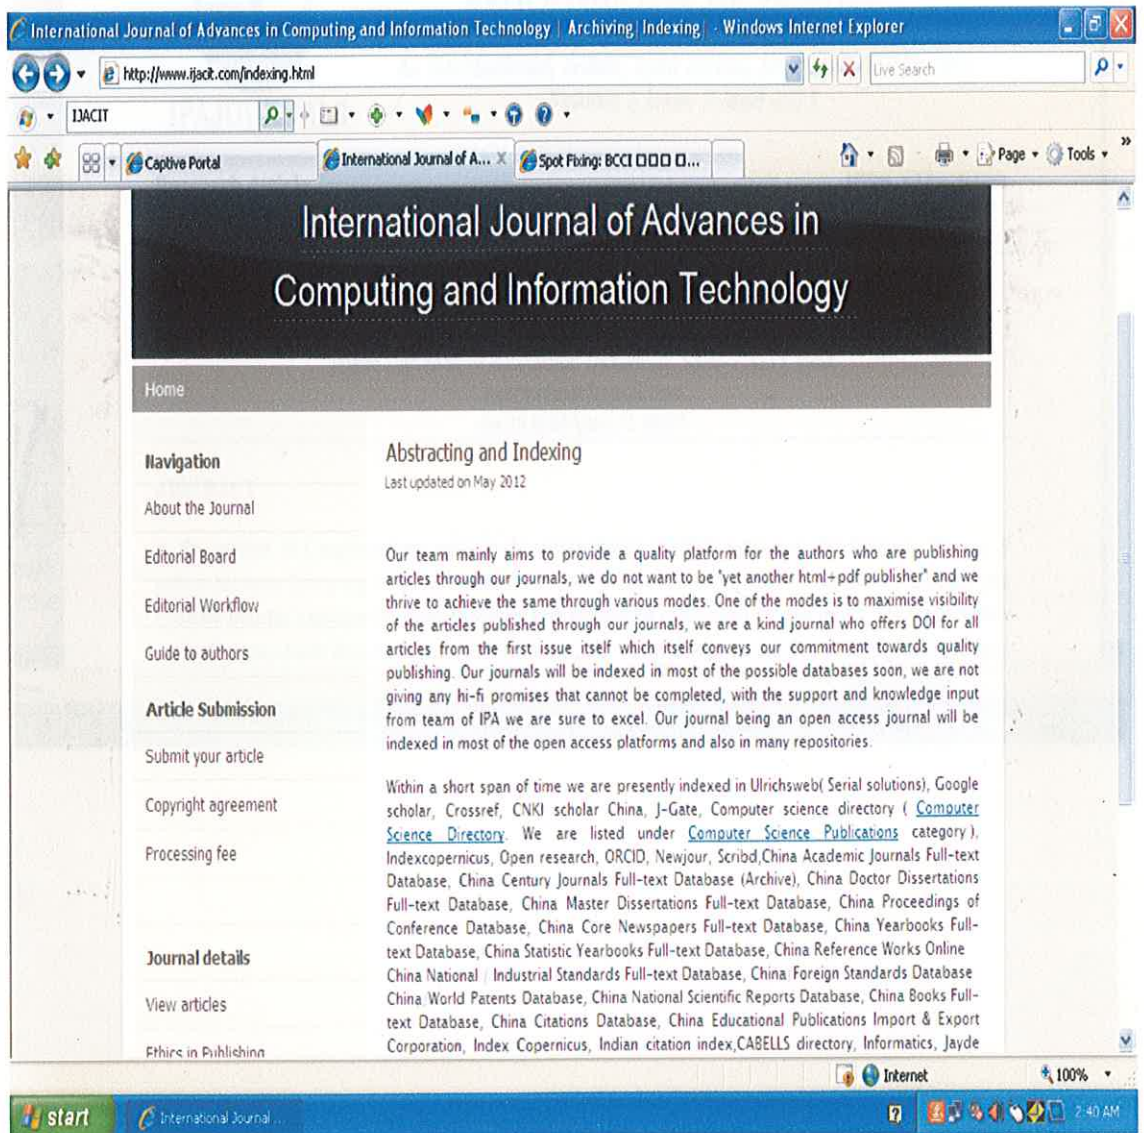 International Journal of Advances in Computing and Information Technology | Archiving| Indexing| - Windows Internet Explorer
http://www.ijacit.com/indexing.html
Live Search
IJACIT
Captive Portal
International Journal of A... X
Spot Fixing: BCCI □□□ □...
Page
Tools
International Journal of Advances in
Computing and Information Technology
Home
Navigation
About the Journal
Editorial Board
Editorial Workflow
Guide to authors
Article Submission
Submit your article
Copyright agreement
Processing fee
Journal details
View articles
Ethics in Publishing
Abstracting and Indexing
Last updated on May 2012
Our team mainly aims to provide a quality platform for the authors who are publishing
articles through our journals, we do not want to be "yet another html+pdf publisher" and we
thrive to achieve the same through various modes. One of the modes is to maximise visibility
of the articles published through our journals, we are a kind journal who offers DOI for all
articles from the first issue itself which itself conveys our commitment towards quality
publishing. Our journals will be indexed in most of the possible databases soon, we are not
giving any hi-fi promises that cannot be completed, with the support and knowledge input
from team of IPA we are sure to excel. Our journal being an open access journal will be
indexed in most of the open access platforms and also in many repositories.
Within a short span of time we are presently indexed in Ulrichsweb( Serial solutions), Google
scholar, Crossref, CNKI scholar China, J-Gate, Computer science directory ( Computer
Science Directory. We are listed under Computer Science Publications category ),
Indexcopernicus, Open research, ORCID, Newjour, Scribd,China Academic Journals Full-text
Database, China Century Journals Full-text Database (Archive), China Doctor Dissertations
Full-text Database, China Master Dissertations Full-text Database, China Proceedings of
Conference Database, China Core Newspapers Full-text Database, China Yearbooks Full-
text Database, China Statistic Yearbooks Full-text Database, China Reference Works Online
China National / Industrial Standards Full-text Database, China Foreign Standards Database
China World Patents Database, China National Scientific Reports Database, China Books Full-
text Database, China Citations Database, China Educational Publications Import & Export
Corporation, Index Copernicus, Indian citation index,CABELLS directory, Informatics, Jayde
Internet
100%
start
International Journal ...
2:40 AM